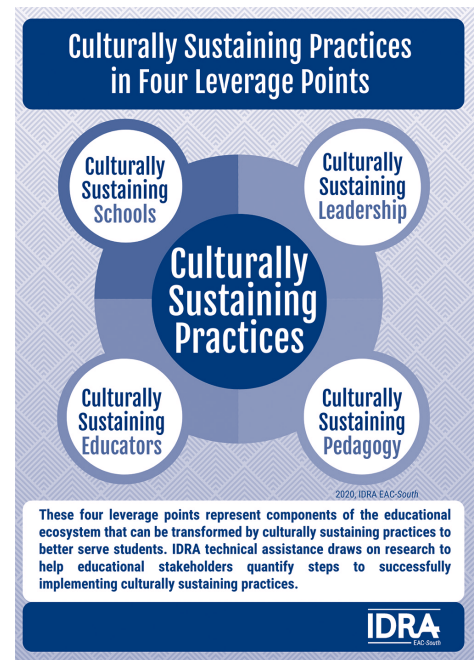 Culturally Sustaining Practices
in Four Leverage Points
Culturally
Sustaining
Schools
Culturally
Sustaining
Leadership
Culturally
Sustaining
Practices
Culturally
Sustaining
Educators
Culturally
Sustaining
Pedagogy
2020, IDRA EAC-South
These four leverage points represent components of the educational
ecosystem that can be transformed by culturally sustaining practices to
better serve students. IDRA technical assistance draws on research to
help educational stakeholders quantify steps to successfully
implementing culturally sustaining practices.
IDRA
EAC-South